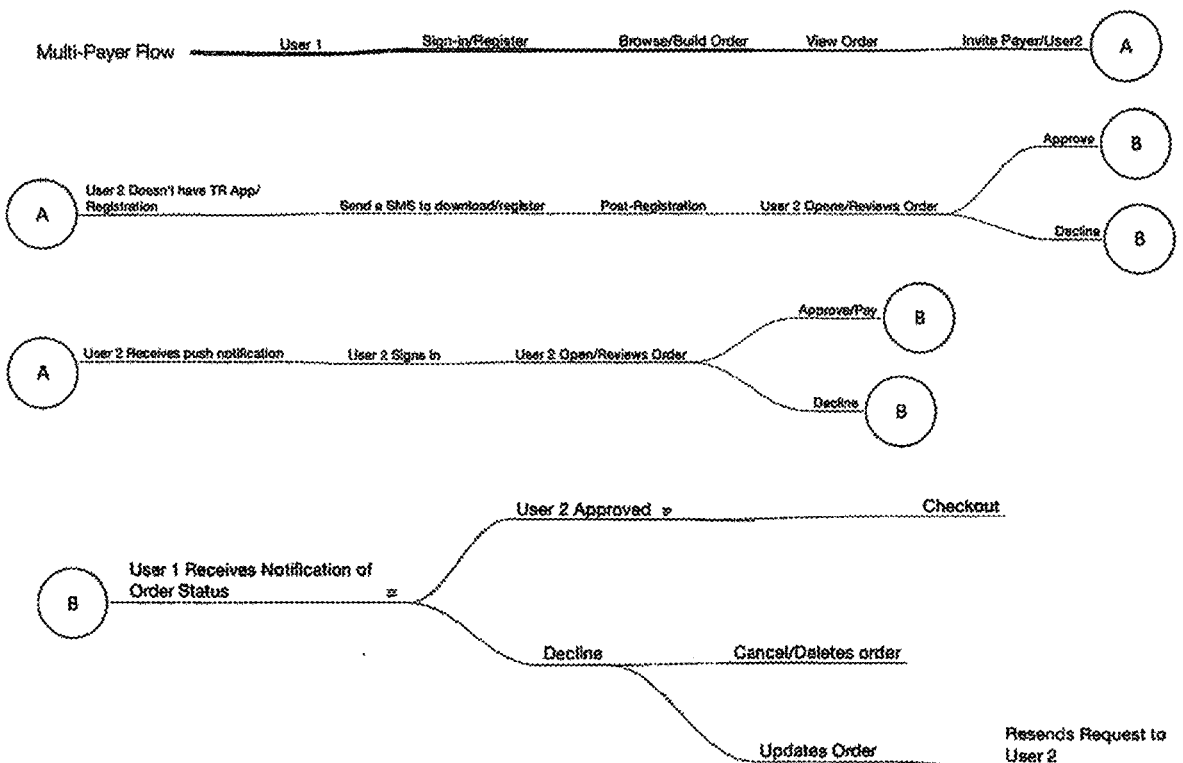 Multi-Payer Flow
User 1
Sign-in/Register
Browse/Build Order
View Order
Invite Payer/User2
A
Approve
B
A
User 2 Doesn't have TR App/
Registration
Send a SMS to download/register
Post-Registration
User 2 Opens/Reviews Order
Decline
B
Approve/Pay
B
A
User 2 Receives push notification
User 2 Signs In
User 2 Open/Reviews Order
Decline
B
User 2 Approved
Checkout
B
User 1 Receives Notification of
Order Status
Decline
Cancel/Deletes order
Updates Order
Resends Request to
User 2